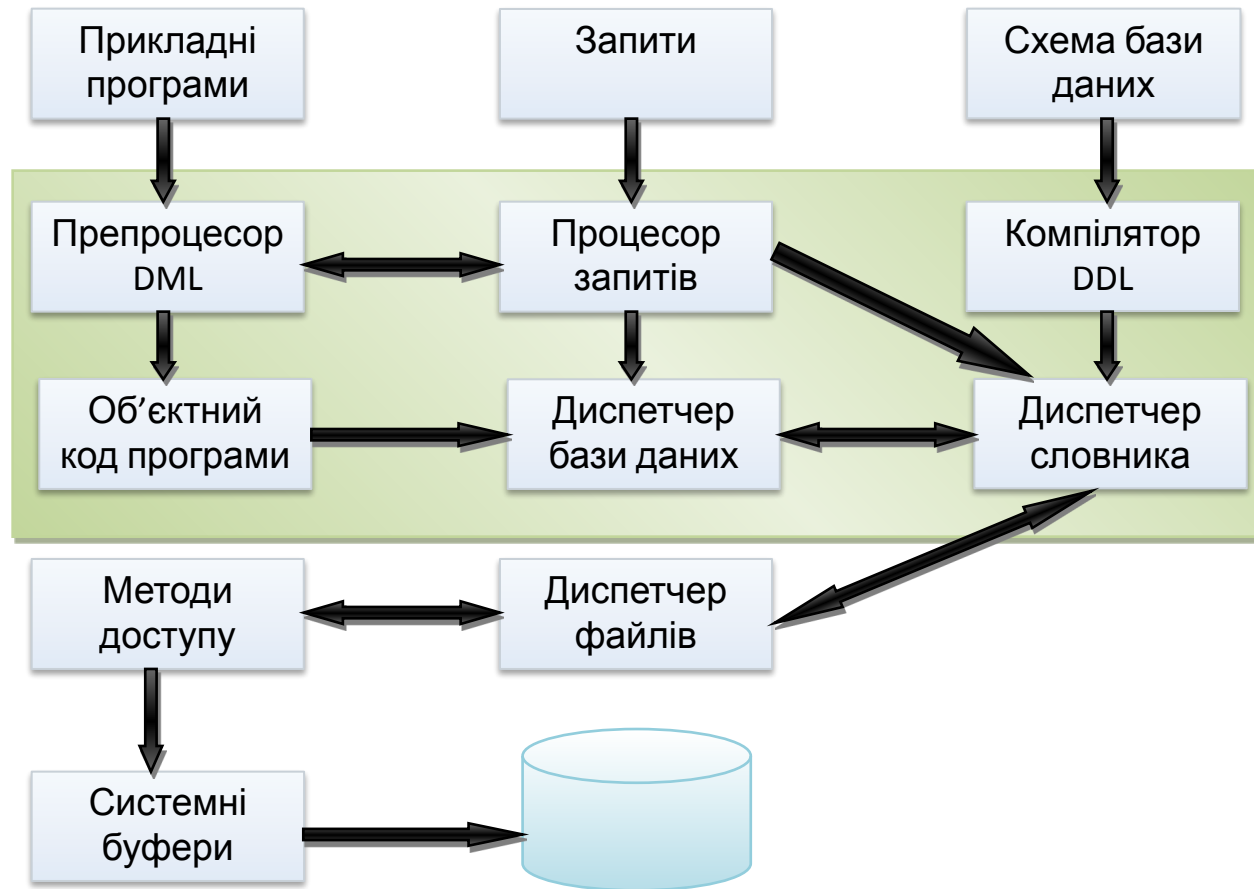 Прикладні
програми
Запити
Схема бази
даних
Препроцесор
DML
Процесор
запитів
Компілятор
DDL
Об’єктний
код програми
Диспетчер
бази даних
Диспетчер
словника
Методи
доступу
Диспетчер
файлів
Системні
буфери